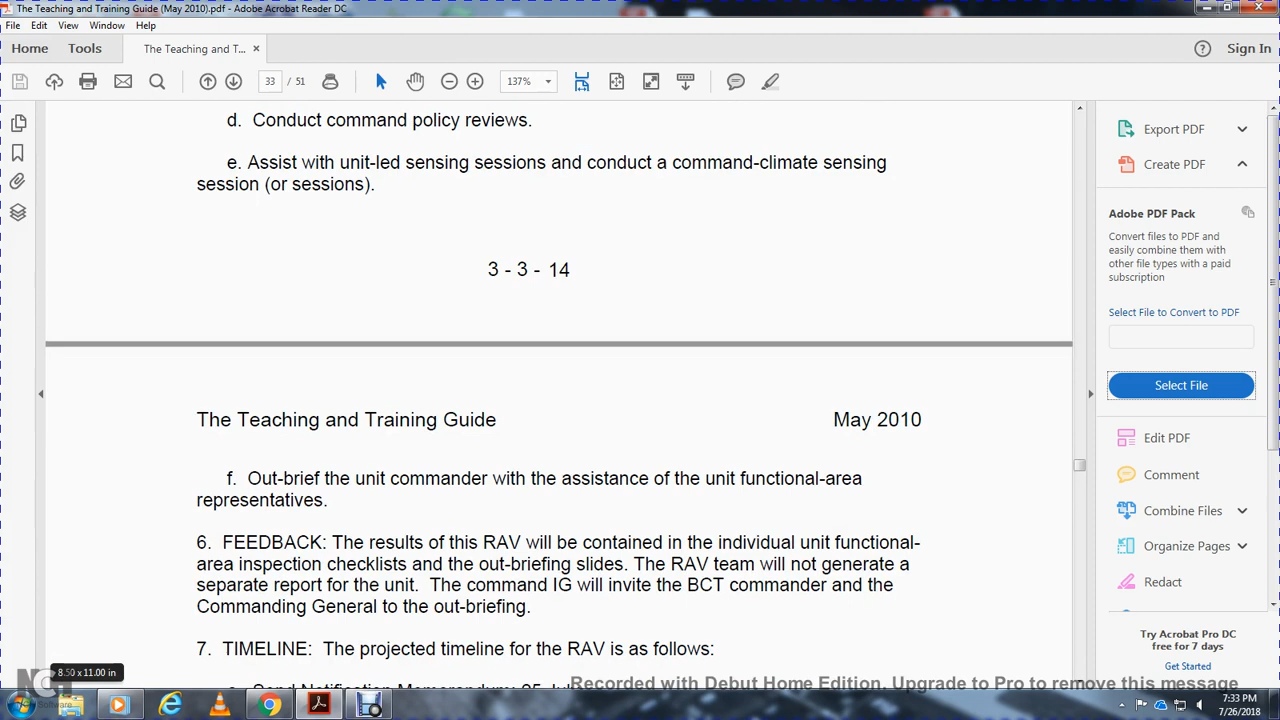 The Teaching and Training Guide (May 2010).pdf - Adobe Acrobat Reader DC
File Edit View Window Help
Home Tools The Teaching and T... × Sign In
33 / 51 137%
d. Conduct command policy reviews.
e. Assist with unit-led sensing sessions and conduct a command-climate sensing
session (or sessions).
3 - 3 - 14
The Teaching and Training Guide May 2010
f. Out-brief the unit commander with the assistance of the unit functional-area
representatives.
6. FEEDBACK: The results of this RAV will be contained in the individual unit functional-
area inspection checklists and the out-briefing slides. The RAV team will not generate a
separate report for the unit. The command IG will invite the BCT commander and the
Commanding General to the out-briefing.
7. TIMELINE: The projected timeline for the RAV is as follows:
Export PDF
Create PDF
Adobe PDF Pack
Convert files to PDF and
easily combine them with
other file types with a paid
subscription
Select File to Convert to PDF
Select File
Edit PDF
Comment
Combine Files
Organize Pages
Redact
Try Acrobat Pro DC
free for 7 days
Get Started
8.50 x 11.00 in
NCH
Software
Recorded with Debut Home Edition. Upgrade to Pro to remove this message
7:33 PM
7/26/2018